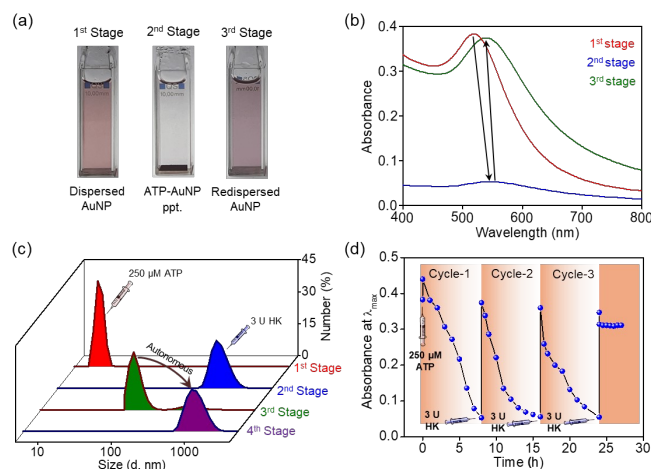 (a)
1st Stage 2nd Stage 3rd Stage
10.00mm
Dispersed
AuNP
ATP-AuNP
ppt.
Redispersed
AuNP
(b)
Absorbance
0.4
0.3
0.2
0.1
0.0
1st stage
2nd stage
3rd stage
400 500 600 700 800
Wavelength (nm)
(c)
250 µM ATP
3 U HK
Autonomous
45
30
15
0
Number (%)
1st Stage
2nd Stage
3rd Stage
4th Stage
10 100 1000
Size (d, nm)
(d)
Absorbance at λmax
0.5
0.4
0.3
0.2
0.1
0.0
Cycle-1 Cycle-2 Cycle-3
250 µM
ATP
3 U
HK
3 U
HK
3 U
HK
0 5 10 15 20 25 30
Time (h)